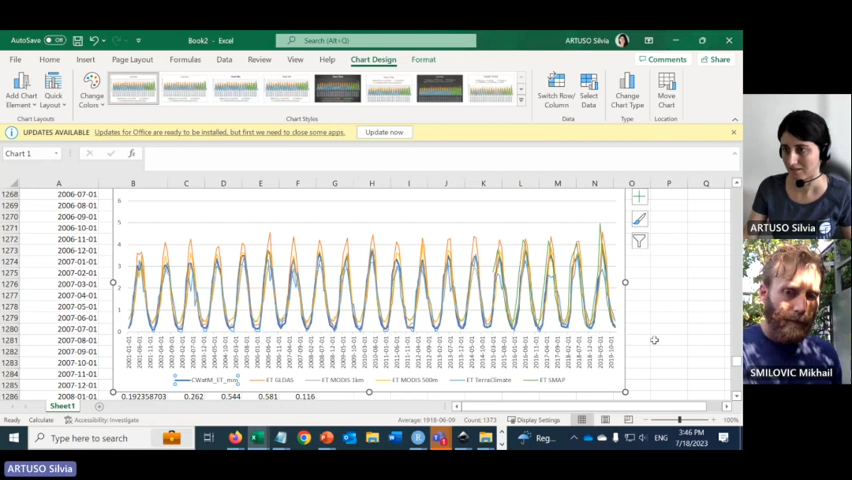 AutoSave Off Book2 - Excel Search (Alt+Q) ARTUSO Silvia
File Home Insert Page Layout Formulas Data Review View Help Chart Design Format Comments Share
Add Chart Element Quick Layout Change Colors Switch Row/ Column Select Data Change Chart Type Move Chart
Chart Layouts Chart Styles Data Type Location
UPDATES AVAILABLE Updates for Office are ready to be installed, but first we need to close some apps. Update now
Chart 1 fx
A B C D E F G H I J K L M N O P Q
1268 2006-07-01
1269 2006-08-01
1270 2006-09-01
1271 2006-10-01
1272 2006-11-01
1273 2006-12-01
1274 2007-01-01
1275 2007-02-01
1276 2007-03-01
1277 2007-04-01
1278 2007-05-01
1279 2007-06-01
1280 2007-07-01
1281 2007-08-01
1282 2007-09-01
1283 2007-10-01
1284 2007-11-01
1285 2007-12-01
1286 2008-01-01 0.192358703 0.262 0.544 0.581 0.116
6
5
4
3
2
1
0
CWatM_ET_mm ET GLDAS ET MODIS 1km ET MODIS 500m ET TerraClimate ET SMAP
Sheet1
Ready Calculate Accessibility: Investigate Average: 1918-06-09 Count: 1373 Display Settings 100%
Type here to search Reg... ENG 3:46 PM 7/18/2023
ARTUSO Silvia
SMILOVIC Mikhail
ARTUSO Silvia